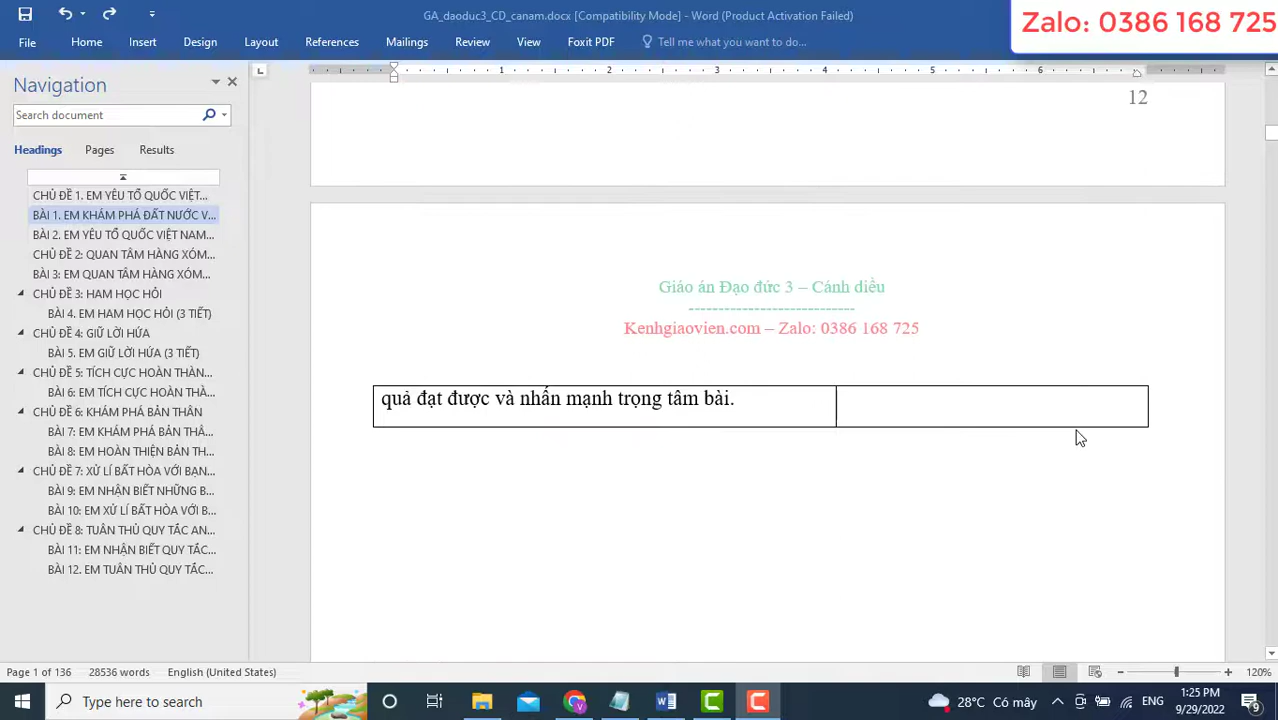 GA_daoduc3_CD_canam.docx [Compatibility Mode] - Word (Product Activation Failed)
Zalo: 0386 168 725
File Home Insert Design Layout References Mailings Review View Foxit PDF Tell me what you want to do...
Navigation
Search document
Headings Pages Results
CHỦ ĐỀ 1. EM YÊU TỔ QUỐC VIỆT...
BÀI 1. EM KHÁM PHÁ ĐẤT NƯỚC V...
BÀI 2. EM YÊU TỔ QUỐC VIỆT NAM...
CHỦ ĐỀ 2: QUAN TÂM HÀNG XÓM...
BÀI 3: EM QUAN TÂM HÀNG XÓM...
CHỦ ĐỀ 3: HAM HỌC HỎI
BÀI 4. EM HAM HỌC HỎI (3 TIẾT)
CHỦ ĐỀ 4: GIỮ LỜI HỨA
BÀI 5. EM GIỮ LỜI HỨA (3 TIẾT)
CHỦ ĐỀ 5: TÍCH CỰC HOÀN THÀN...
BÀI 6: EM TÍCH CỰC HOÀN THÀ...
CHỦ ĐỀ 6: KHÁM PHÁ BẢN THÂN
BÀI 7: EM KHÁM PHÁ BẢN THÂ...
BÀI 8: EM HOÀN THIỆN BẢN TH...
CHỦ ĐỀ 7: XỬ LÍ BẤT HÒA VỚI BẠN...
BÀI 9: EM NHẬN BIẾT NHỮNG B...
BÀI 10: EM XỬ LÍ BẤT HÒA VỚI B...
CHỦ ĐỀ 8: TUÂN THỦ QUY TẮC AN...
BÀI 11: EM NHẬN BIẾT QUY TẮC...
BÀI 12. EM TUÂN THỦ QUY TẮC...
1 1 2 3 4 5 6
12
Giáo án Đạo đức 3 – Cánh diều
---------------------------
Kenhgiaovien.com – Zalo: 0386 168 725
quả đạt được và nhấn mạnh trọng tâm bài.
Page 1 of 136 28536 words English (United States) 120%
Type here to search
28°C Có mây ENG
1:25 PM
9/29/2022
9